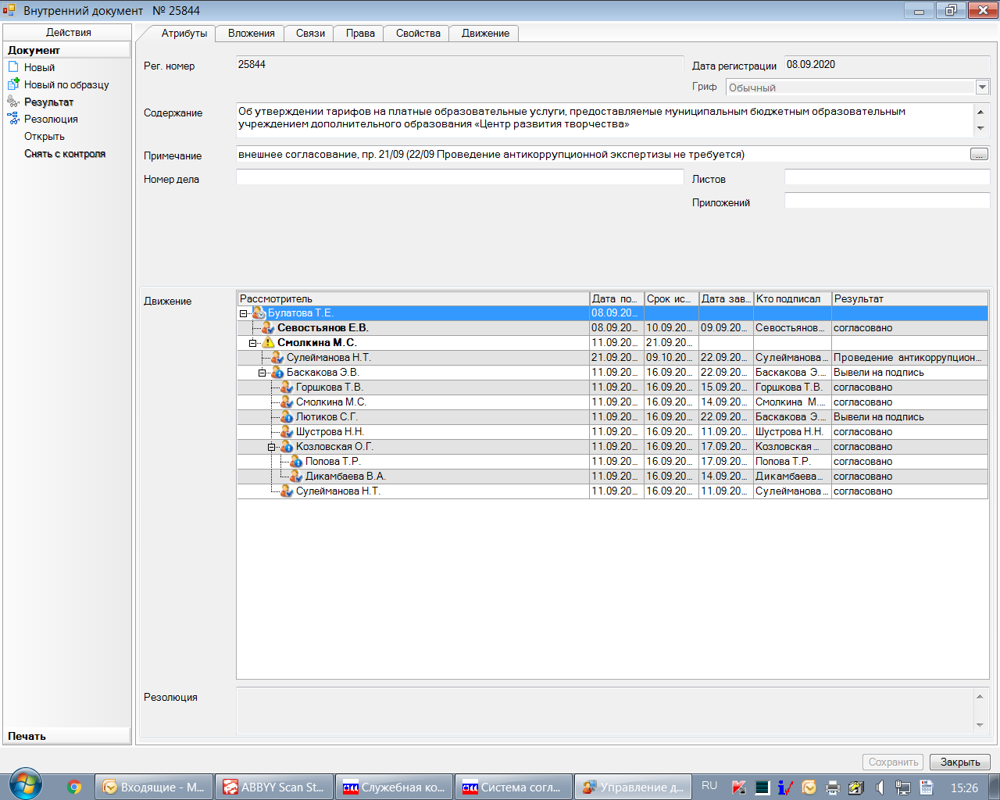 Внутренний документ № 25844
Действия
Документ
Новый
Новый по образцу
Результат
Резолюция
Открыть
Снять с контроля
Печать
Атрибуты Вложения Связи Права Свойства Движение
Рег. номер 25844 Дата регистрации 08.09.2020
Гриф Обычный
Содержание Об утверждении тарифов на платные образовательные услуги, предоставляемые муниципальным бюджетным образовательным
учреждением дополнительного образования «Центр развития творчества»
Примечание внешнее согласование, пр. 21/09 (22/09 Проведение антикоррупционной экспертизы не требуется) ...
Номер дела Листов
Приложений
Движение
Рассмотритель Дата по... Срок ис... Дата зав... Кто подписал Результат
Булатова Т.Е. 08.09.20...
Севостьянов Е.В. 08.09.20... 10.09.20... 09.09.20... Севостьянов... согласовано
Смолкина М.С. 11.09.20... 21.09.20...
Сулейманова Н.Т. 21.09.20... 09.10.20... 22.09.20... Сулейманова... Проведение антикоррупцион...
Баскакова Э.В. 11.09.20... 16.09.20... 22.09.20... Баскакова Э.... Вывели на подпись
Горшкова Т.В. 11.09.20... 16.09.20... 15.09.20... Горшкова Т.В. согласовано
Смолкина М.С. 11.09.20... 16.09.20... 14.09.20... Смолкина М.... согласовано
Лютиков С.Г. 11.09.20... 16.09.20... 22.09.20... Баскакова Э.... Вывели на подпись
Шустрова Н.Н. 11.09.20... 16.09.20... 11.09.20... Шустрова Н.Н. согласовано
Козловская О.Г. 11.09.20... 16.09.20... 17.09.20... Козловская... согласовано
Попова Т.Р. 11.09.20... 16.09.20... 17.09.20... Попова Т.Р. согласовано
Дикамбаева В.А. 11.09.20... 16.09.20... 14.09.20... Дикамбаева... согласовано
Сулейманова Н.Т. 11.09.20... 16.09.20... 11.09.20... Сулейманова... согласовано
Резолюция
Сохранить Закрыть
Входящие - M... ABBYY Scan St... Служебная ко... Система согл... Управление д... RU 15:26